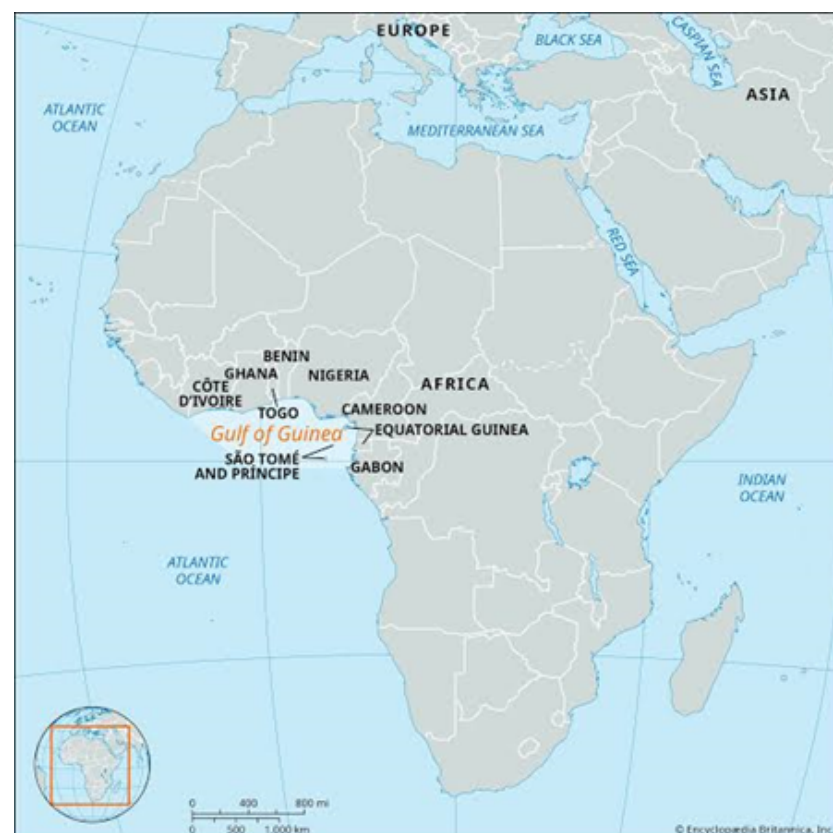 EUROPE
BLACK SEA
CASPIAN SEA
ATLANTIC
OCEAN
ASIA
MEDITERRANEAN SEA
RED SEA
BENIN
GHANA
NIGERIA
CÔTE
D'IVOIRE
AFRICA
TOGO
CAMEROON
Gulf of Guinea
EQUATORIAL GUINEA
SÃO TOMÉ
AND PRÍNCIPE
GABON
INDIAN
OCEAN
ATLANTIC
OCEAN
0 400 800 mi
0 500 1,000 km
© Encyclopædia Britannica, Inc.